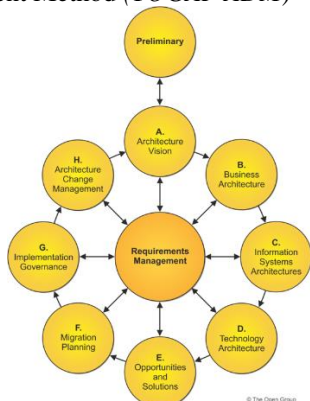 Method (TOGAF ADM)
Preliminary
A.
Architecture
Vision
H.
Architecture
Change
Management
B.
Business
Architecture
G.
Implementation
Governance
Requirements
Management
C.
Information
Systems
Architectures
F.
Migration
Planning
D.
Technology
Architecture
E.
Opportunities
and
Solutions
© The Open Group